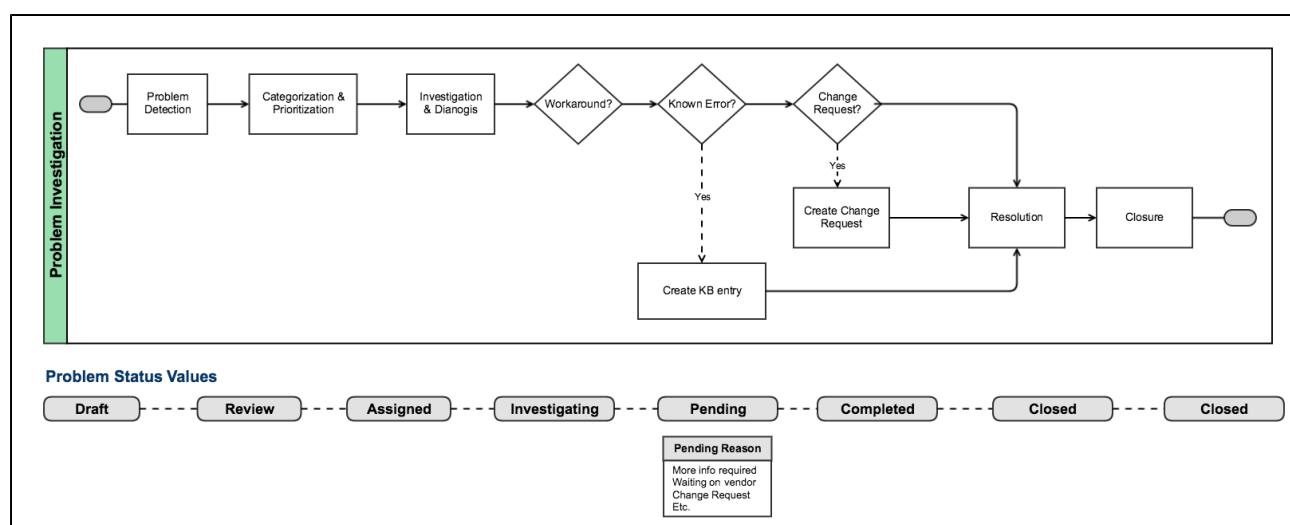 Problem Investigation
Problem
Detection
Categorization &
Prioritization
Investigation
& Dianogis
Workaround?
Known Error?
Change
Request?
Yes
Yes
Create Change
Request
Resolution
Closure
Create KB entry
Problem Status Values
Draft
Review
Assigned
Investigating
Pending
Completed
Closed
Closed
Pending Reason
More info required
Waiting on vendor
Change Request
Etc.